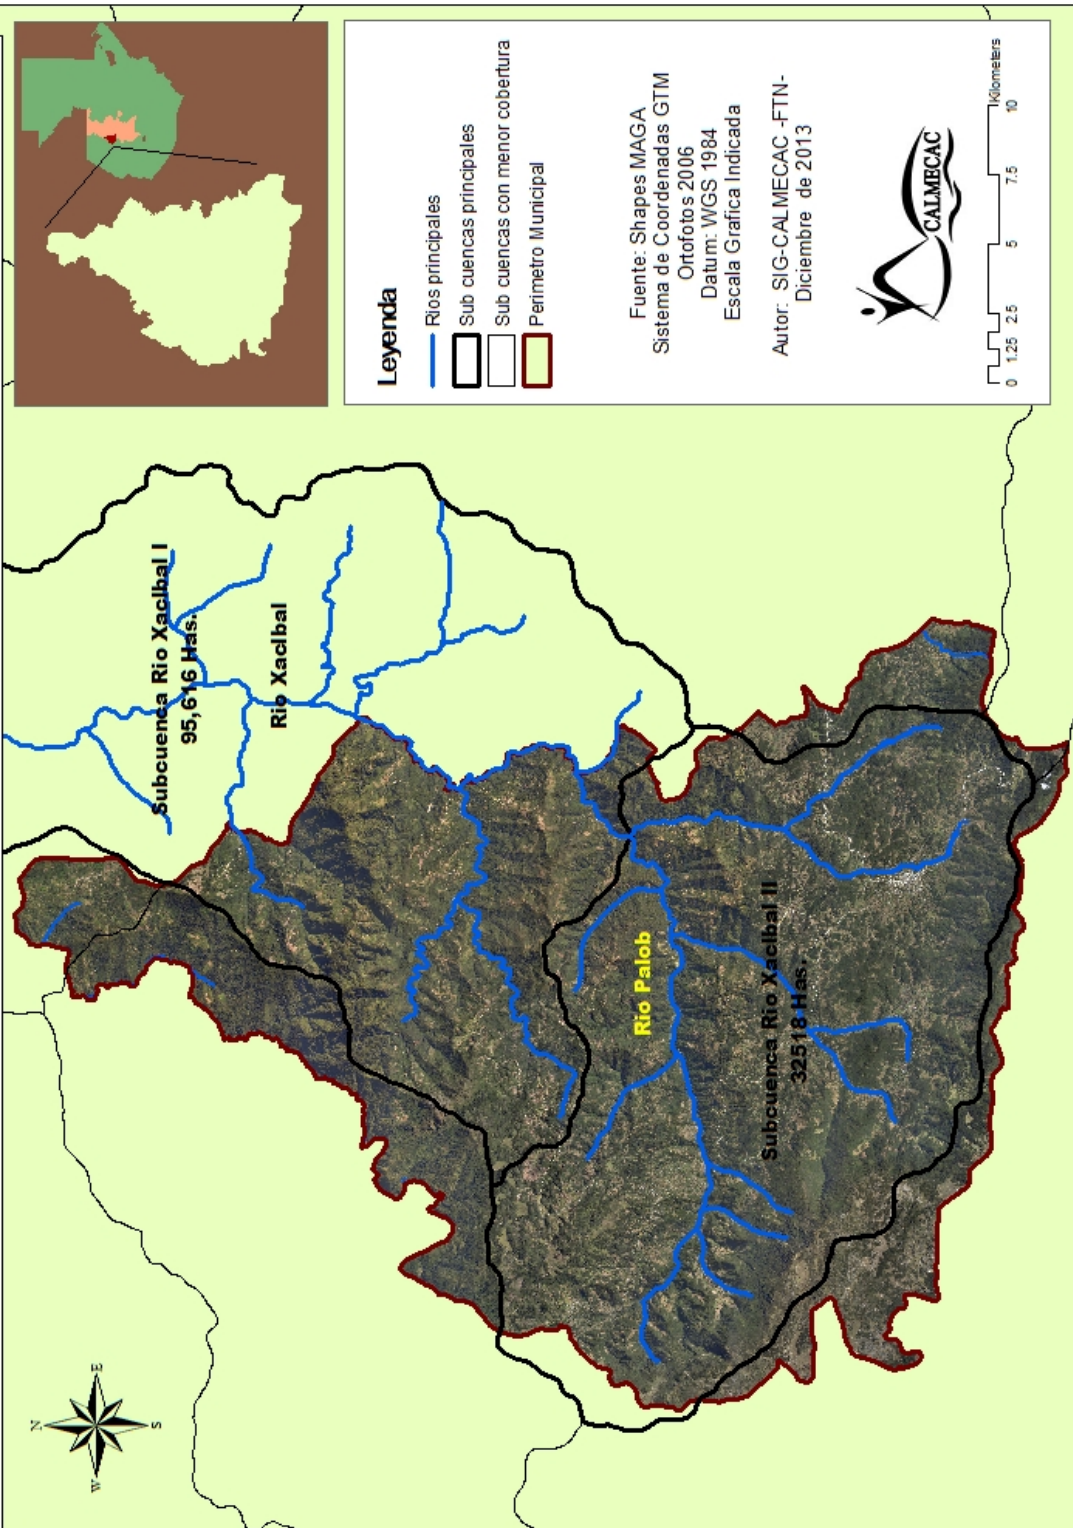 N
W
E
S
Subcuenca Rio Xaclbal I
95,616 Has.
Rio Xaclbal
Rio Palob
Subcuenca Rio Xaclbal II
32518 Has.
Leyenda
Rios principales
Sub cuencas principales
Sub cuencas con menor cobertura
Perimetro Municipal
Fuente: Shapes MAGA
Sistema de Coordenadas GTM
Ortofotos 2006
Datum: WGS 1984
Escala Grafica Indicada
Autor: SIG-CALMECAC -FTN-
Diciembre de 2013
CALMECAC
Kilometers
0 1.25 2.5 5 7.5 10